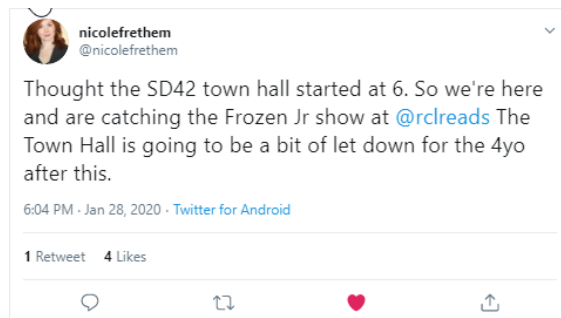 nicolefrethem
@nicolefrethem
Thought the SD42 town hall started at 6. So we're here
and are catching the Frozen Jr show at @rclreads The
Town Hall is going to be a bit of let down for the 4yo
after this.
6:04 PM · Jan 28, 2020 · Twitter for Android
1 Retweet 4 Likes